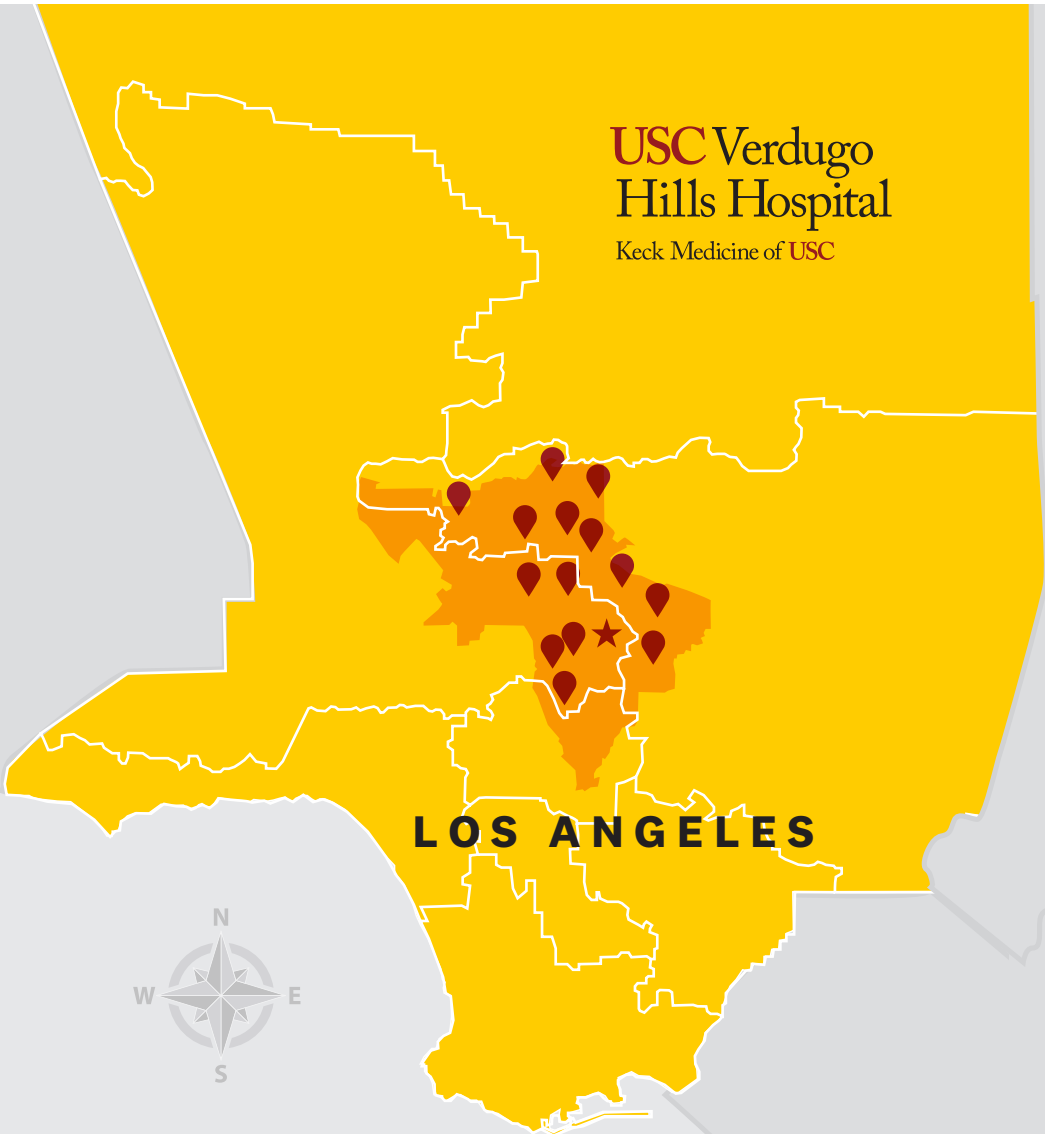 USC Verdugo
Hills Hospital
Keck Medicine of USC
LOS ANGELES
N
W E
S